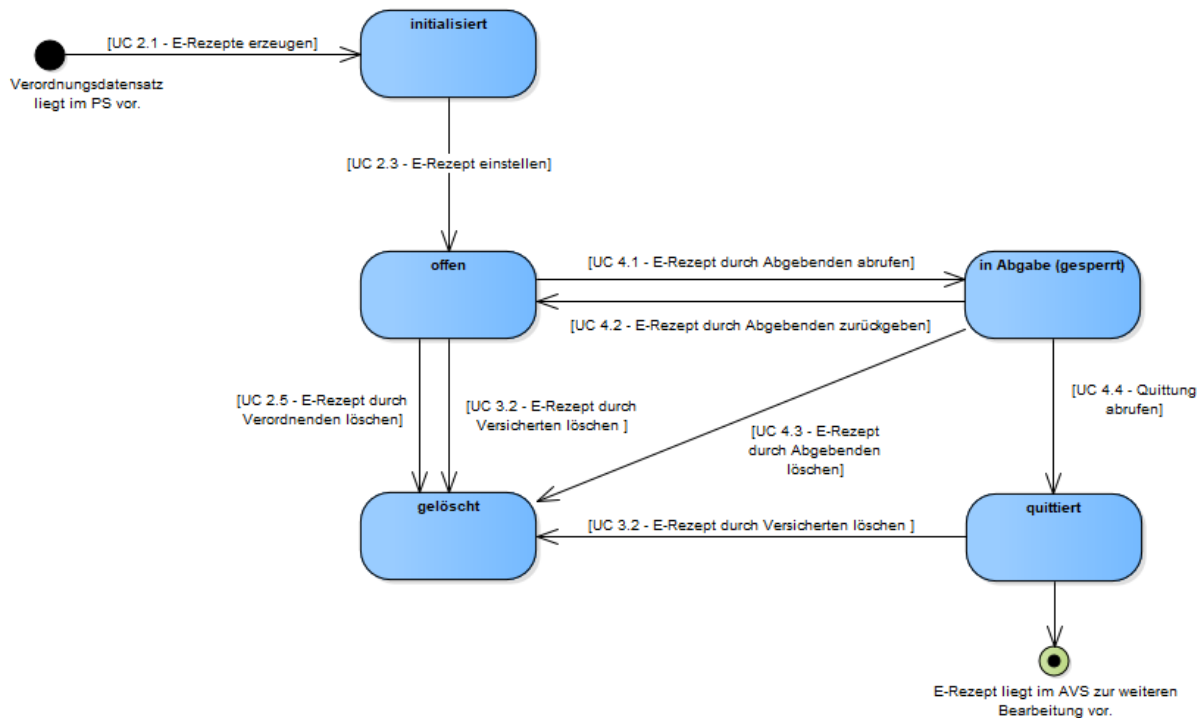 initialisiert
[UC 2.1 - E-Rezepte erzeugen]
Verordnungsdatensatz
liegt im PS vor.
[UC 2.3 - E-Rezept einstellen]
offen
[UC 4.1 - E-Rezept durch Abgebenden abrufen]
in Abgabe (gesperrt)
[UC 4.2 - E-Rezept durch Abgebenden zurückgeben]
[UC 2.5 - E-Rezept durch
Verordnenden löschen]
[UC 3.2 - E-Rezept durch
Versicherten löschen ]
[UC 4.3 - E-Rezept
durch Abgebenden
löschen]
[UC 4.4 - Quittung
abrufen]
gelöscht
[UC 3.2 - E-Rezept durch Versicherten löschen ]
quittiert
E-Rezept liegt im AVS zur weiteren
Bearbeitung vor.